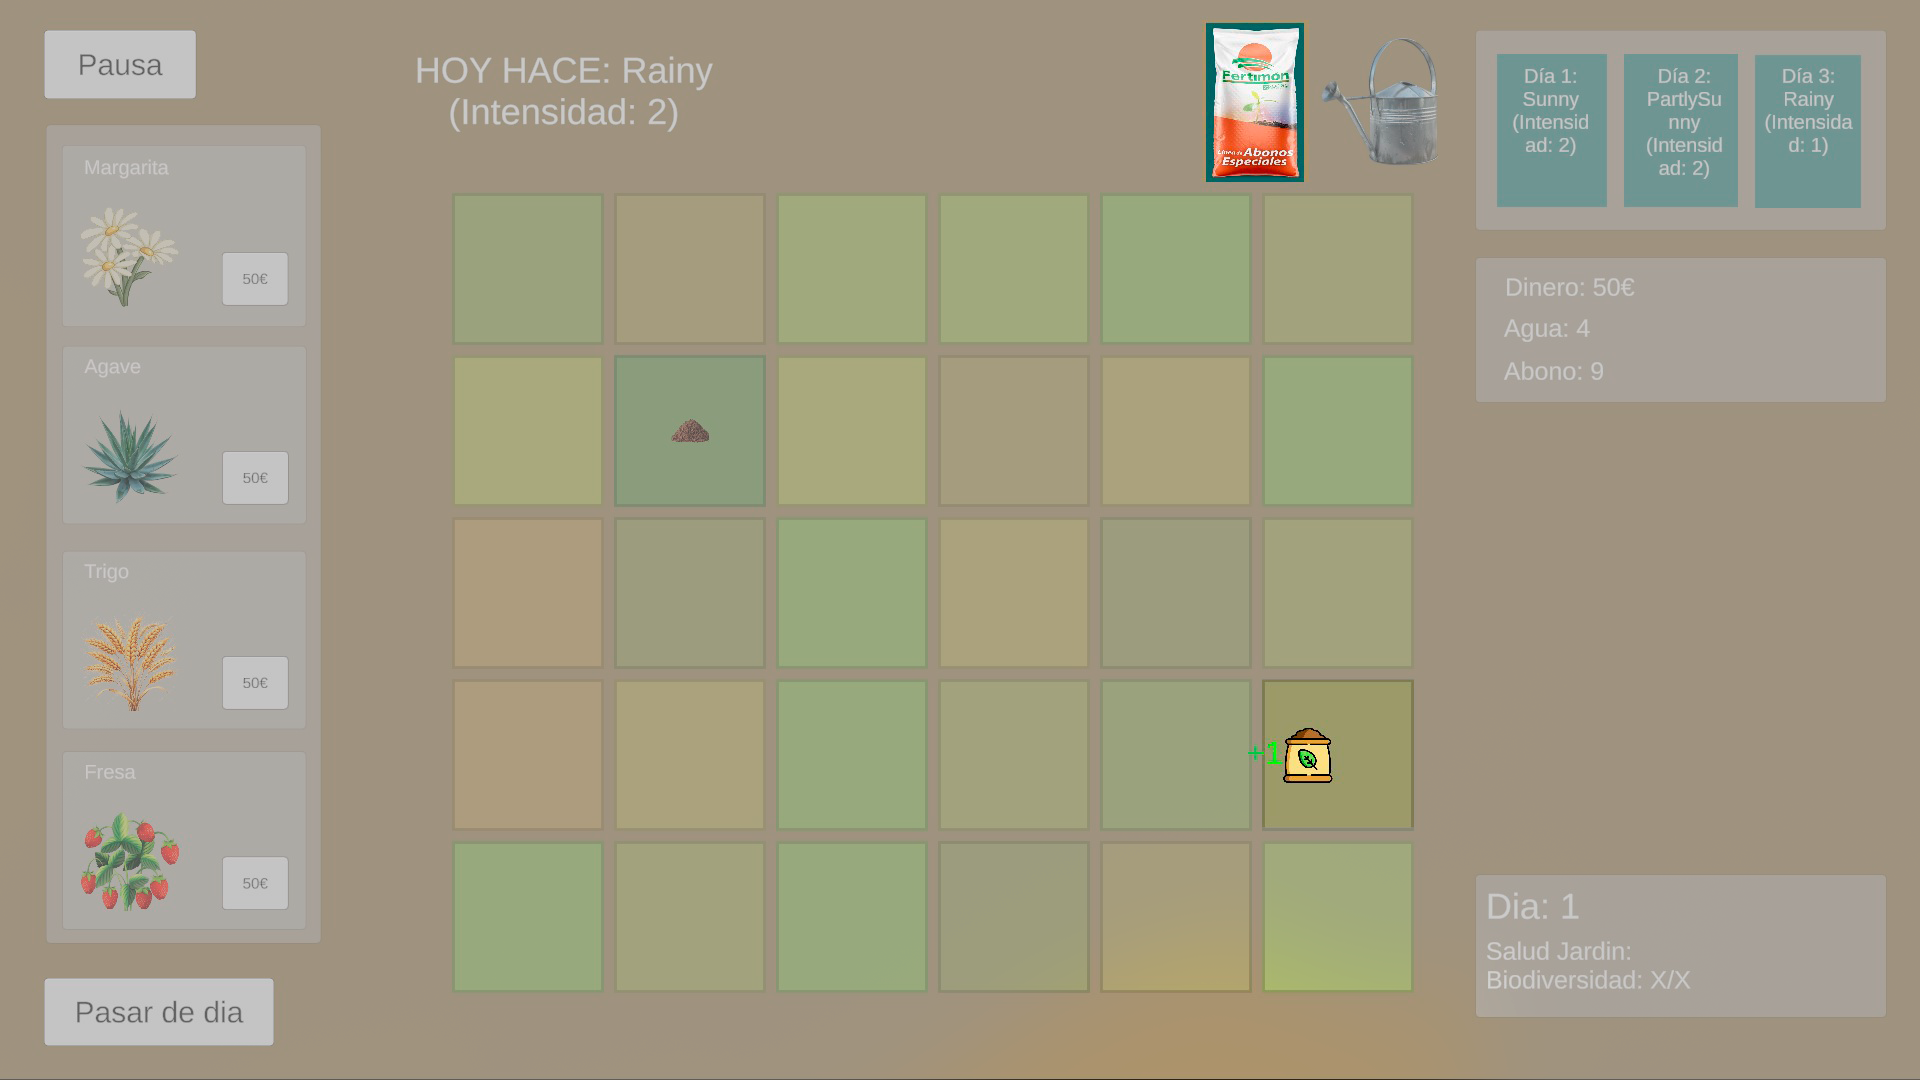 Pausa
HOY HACE: Rainy
(Intensidad: 2)
Fertimon
Abonos
Especiales
Día 1:
Sunny
(Intensid
ad: 2)
Día 2:
PartlySu
nny
(Intensid
ad: 2)
Día 3:
Rainy
(Intensida
d: 1)
Margarita
50€
Agave
50€
Trigo
50€
Fresa
50€
Dinero: 50€
Agua: 4
Abono: 9
+1
Dia: 1
Salud Jardin:
Biodiversidad: X/X
Pasar de dia